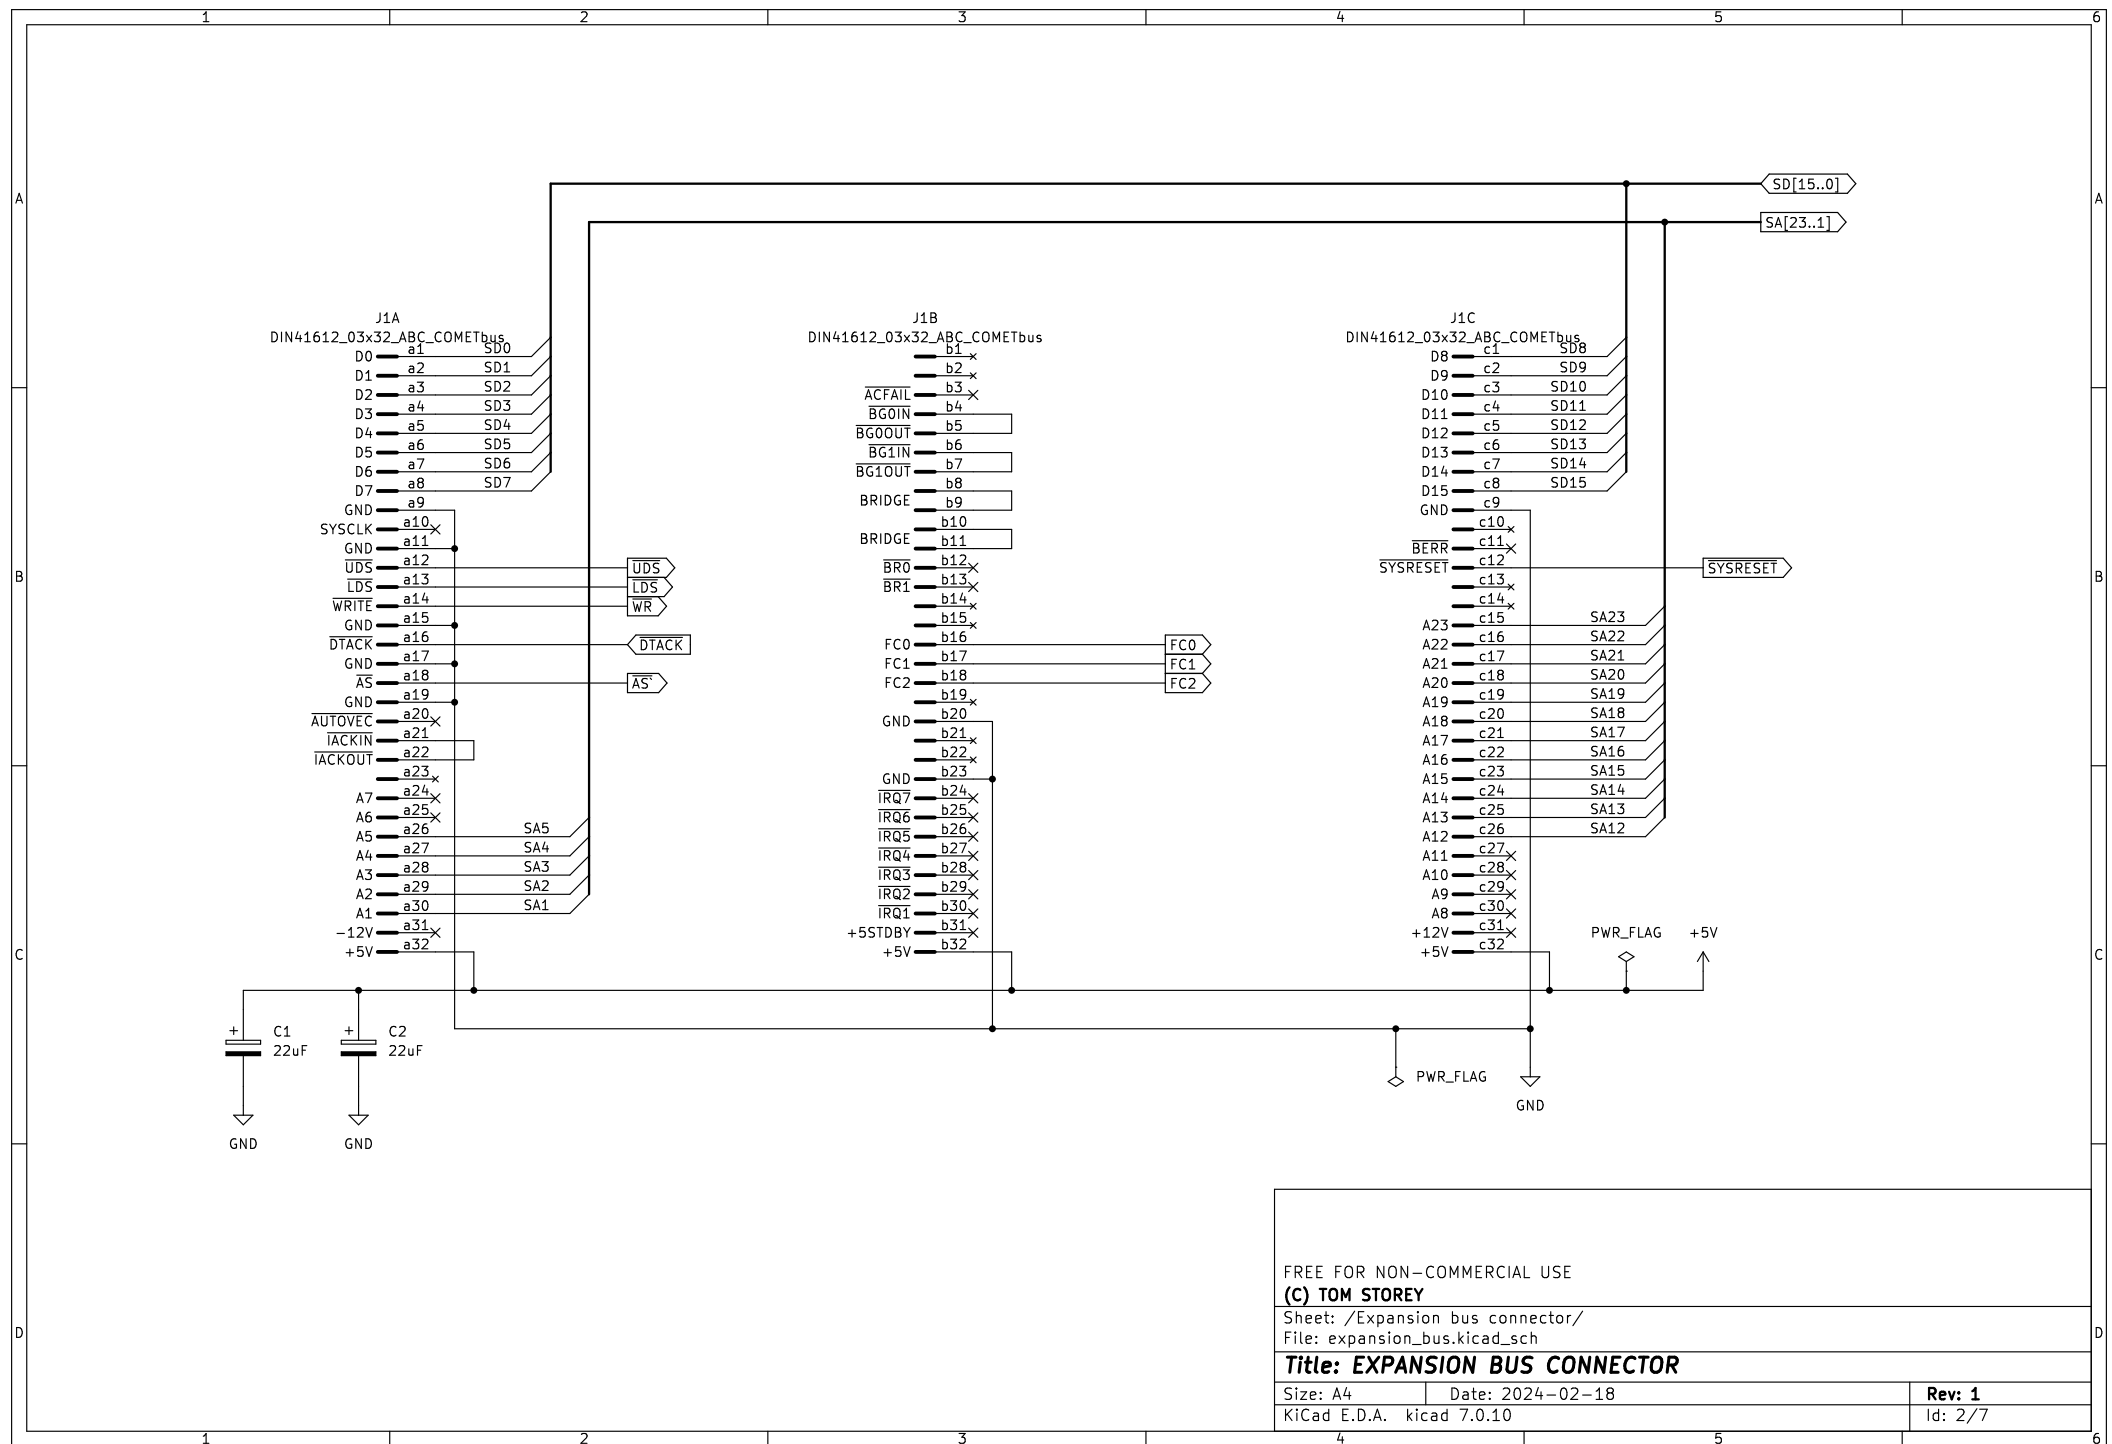 1 2 3 4 5 6
A A
B B
C C
D D
SD[15..0]
SA[23..1]
J1A
DIN41612_03x32_ABC_COMETbus
D0 a1 SD0
D1 a2 SD1
D2 a3 SD2
D3 a4 SD3
D4 a5 SD4
D5 a6 SD5
D6 a7 SD6
D7 a8 SD7
GND a9
SYSCLK a10
GND a11
UDS a12 UDS
LDS a13 LDS
WRITE a14 WR
GND a15
DTACK a16 DTACK
GND a17
AS a18 AS`
GND a19
AUTOVEC a20
IACKIN a21
IACKOUT a22
a23
A7 a24
A6 a25
A5 a26 SA5
A4 a27 SA4
A3 a28 SA3
A2 a29 SA2
A1 a30 SA1
-12V a31
+5V a32
J1B
DIN41612_03x32_ABC_COMETbus
b1
b2
ACFAIL b3
BG0IN b4
BG0OUT b5
BG1IN b6
BG1OUT b7
b8
BRIDGE
b9
b10
BRIDGE
b11
BR0 b12
BR1 b13
b14
b15
FC0 b16 FC0
FC1 b17 FC1
FC2 b18 FC2
b19
GND b20
b21
b22
GND b23
IRQ7 b24
IRQ6 b25
IRQ5 b26
IRQ4 b27
IRQ3 b28
IRQ2 b29
IRQ1 b30
+5STDBY b31
+5V b32
J1C
DIN41612_03x32_ABC_COMETbus
D8 c1 SD8
D9 c2 SD9
D10 c3 SD10
D11 c4 SD11
D12 c5 SD12
D13 c6 SD13
D14 c7 SD14
D15 c8 SD15
GND c9
c10
BERR c11
SYSRESET c12 SYSRESET
c13
c14
A23 c15 SA23
A22 c16 SA22
A21 c17 SA21
A20 c18 SA20
A19 c19 SA19
A18 c20 SA18
A17 c21 SA17
A16 c22 SA16
A15 c23 SA15
A14 c24 SA14
A13 c25 SA13
A12 c26 SA12
A11 c27
A10 c28
A9 c29
A8 c30
+12V c31
+5V c32
PWR_FLAG +5V
+ C1
22uF
+ C2
22uF
GND GND
PWR_FLAG
GND
FREE FOR NON-COMMERCIAL USE
(C) TOM STOREY
Sheet: /Expansion bus connector/
File: expansion_bus.kicad_sch
Title: EXPANSION BUS CONNECTOR
Size: A4 Date: 2024-02-18 Rev: 1
KiCad E.D.A. kicad 7.0.10 Id: 2/7
1 2 3 4 5 6